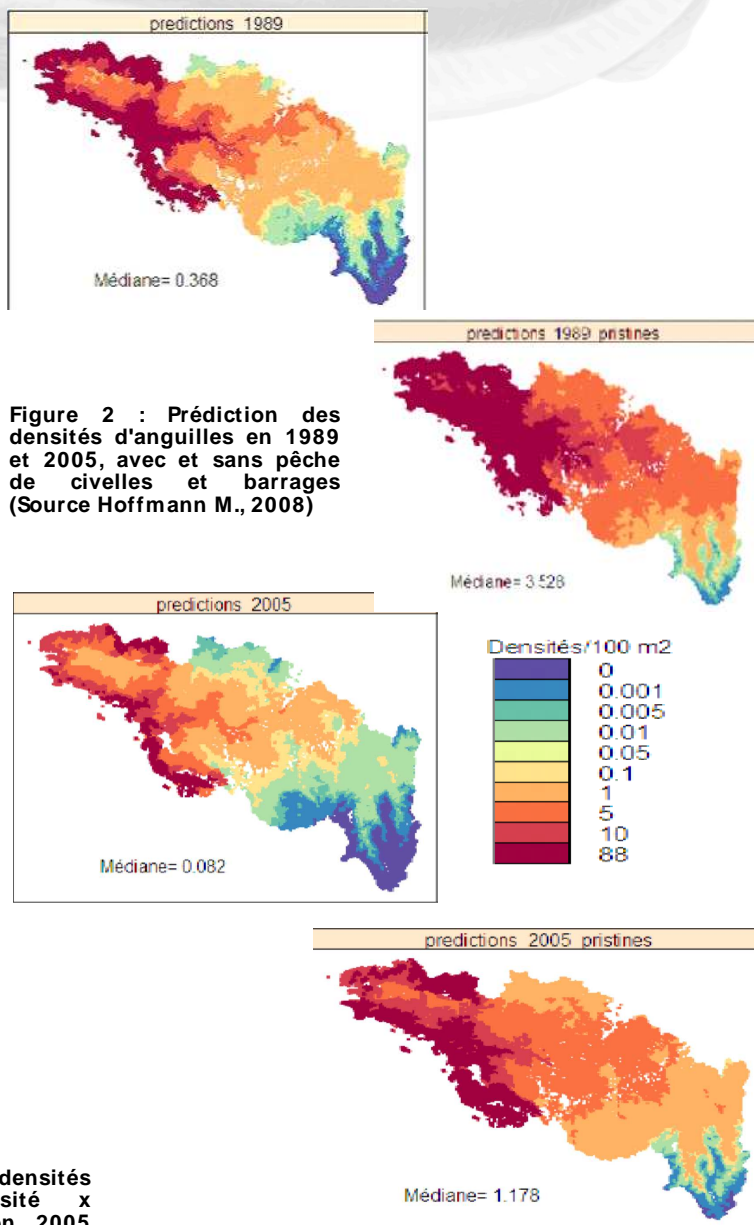 predictions 1989
Médiane= 0.368
predictions 1989 pristines
Médiane= 3.528
Figure 2 : Prédiction des
densités d'anguilles en 1989
et 2005, avec et sans pêche
de civelles et barrages
(Source Hoffmann M., 2008)
predictions 2005
Médiane= 0.082
Densités/100 m2
0
0.001
0.005
0.01
0.05
0.1
1
5
10
88
predictions 2005 pristines
Médiane= 1.178
densités
sité x
2005